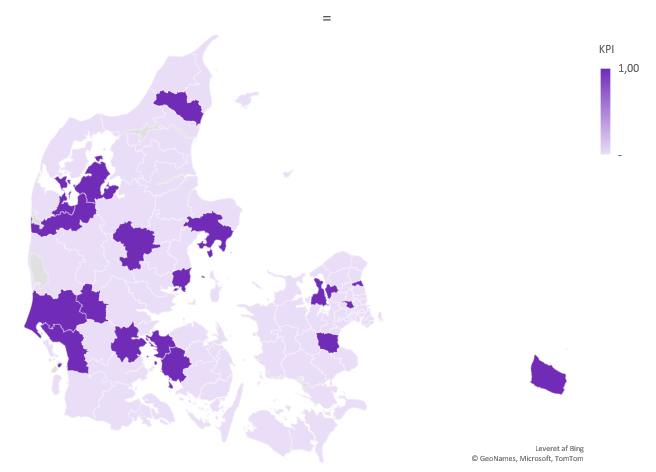 =
KPI
1,00
-
Leveret af Bing
© GeoNames, Microsoft, TomTom